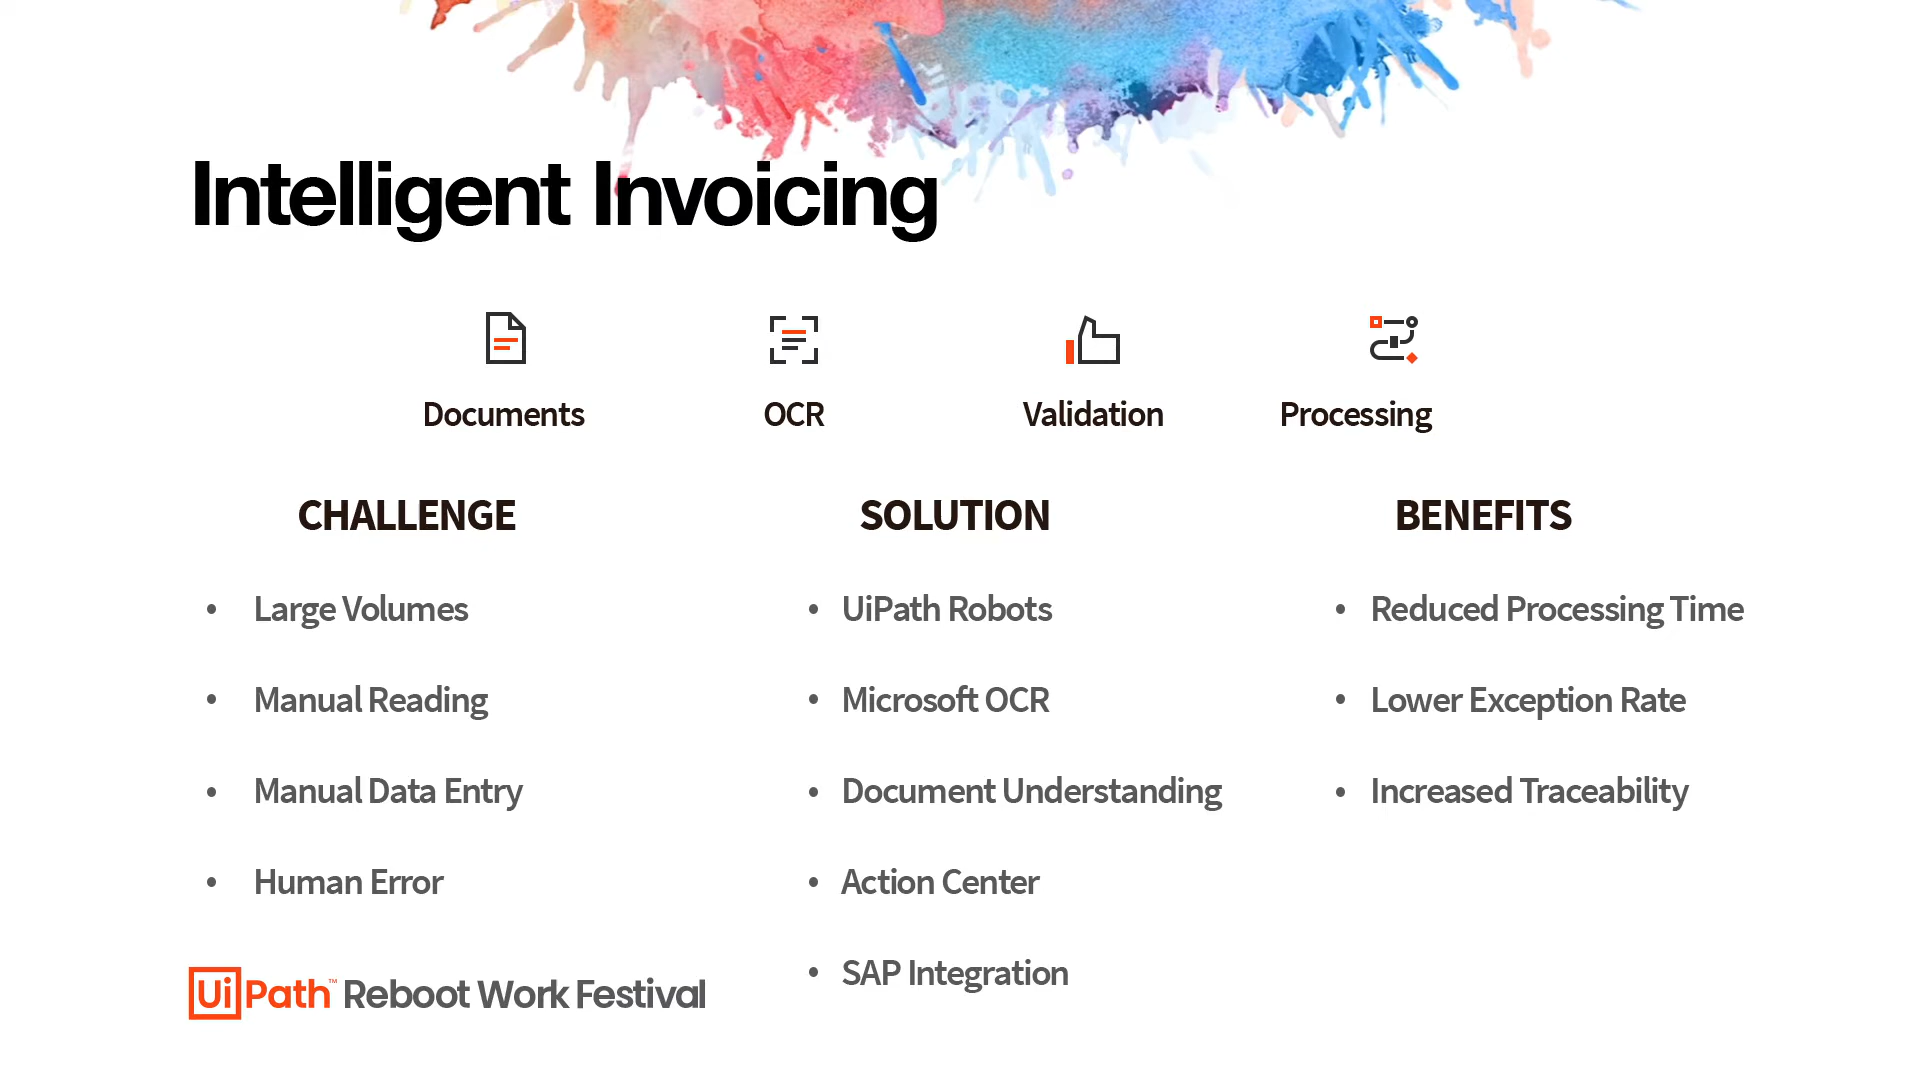 Intelligent Invoicing
Documents
OCR
Validation
Processing
CHALLENGE
• Large Volumes
• Manual Reading
• Manual Data Entry
• Human Error
SOLUTION
• UiPath Robots
• Microsoft OCR
• Document Understanding
• Action Center
• SAP Integration
BENEFITS
• Reduced Processing Time
• Lower Exception Rate
• Increased Traceability
UiPath™ Reboot Work Festival